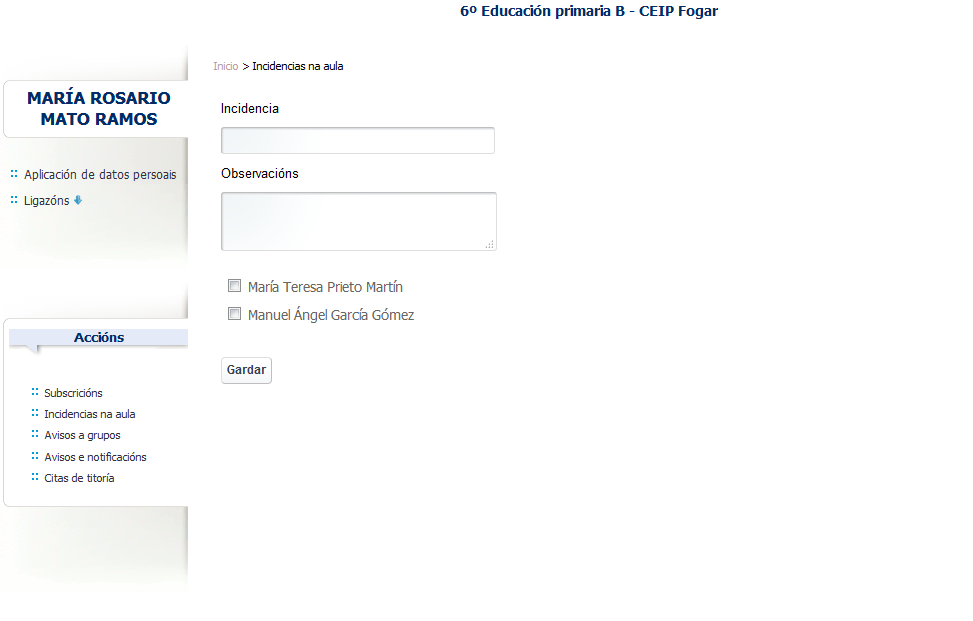 6º Educación primaria B - CEIP Fogar
Inicio > Incidencias na aula
MARÍA ROSARIO
MATO RAMOS
Aplicación de datos persoais
Ligazóns
Accións
Subscricións
Incidencias na aula
Avisos a grupos
Avisos e notificacións
Citas de titoría
Incidencia
Observacións
María Teresa Prieto Martín
Manuel Ángel García Gómez
Gardar